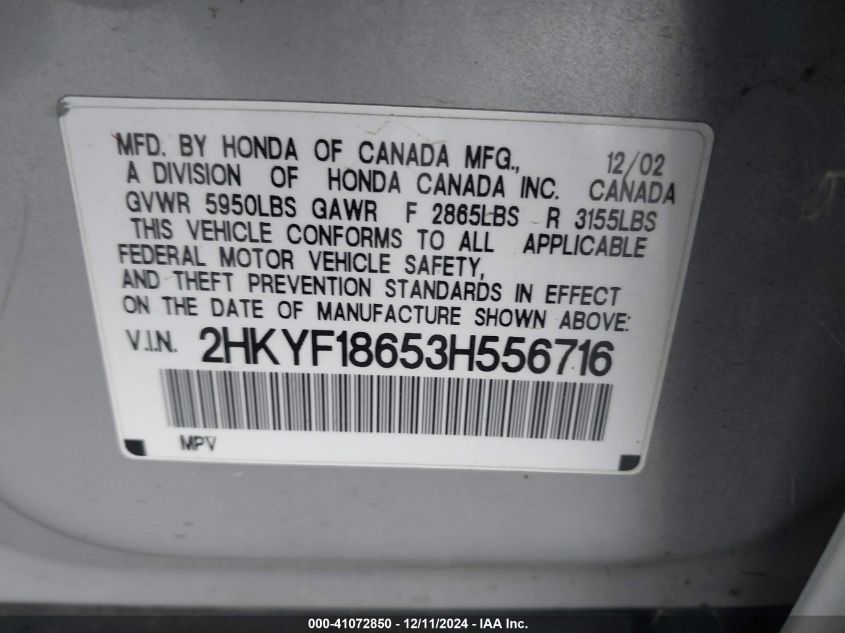 MFD. BY HONDA OF CANADA MFG., 12/02
A DIVISION OF HONDA CANADA INC. CANADA
GVWR 5950LBS GAWR F 2865LBS R 3155LBS
THIS VEHICLE CONFORMS TO ALL APPLICABLE
FEDERAL MOTOR VEHICLE SAFETY,
AND THEFT PREVENTION STANDARDS IN EFFECT
ON THE DATE OF MANUFACTURE SHOWN ABOVE:
V.I.N. 2HKYF18653H556716
MPV
000-41072850 - 12/11/2024 - IAA Inc.